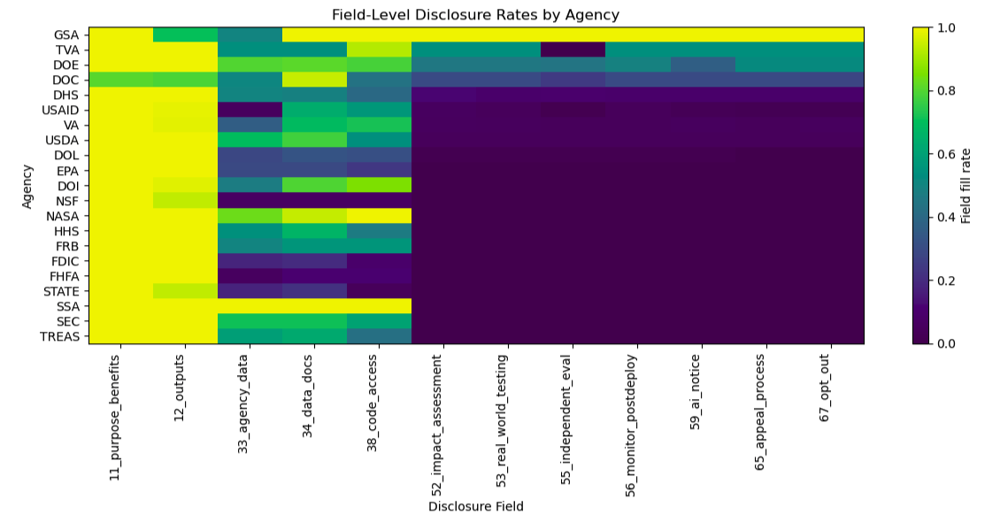 Field-Level Disclosure Rates by Agency
Agency
GSA
TVA
DOE
DOC
DHS
USAID
VA
USDA
DOL
EPA
DOI
NSF
NASA
HHS
FRB
FDIC
FHFA
STATE
SSA
SEC
TREAS
11_purpose_benefits
12_outputs
33_agency_data
34_data_docs
38_code_access
52_impact_assessment
53_real_world_testing
55_independent_eval
56_monitor_postdeploy
59_ai_notice
65_appeal_process
67_opt_out
Disclosure Field
1.0
0.8
0.6
0.4
0.2
0.0
Field fill rate